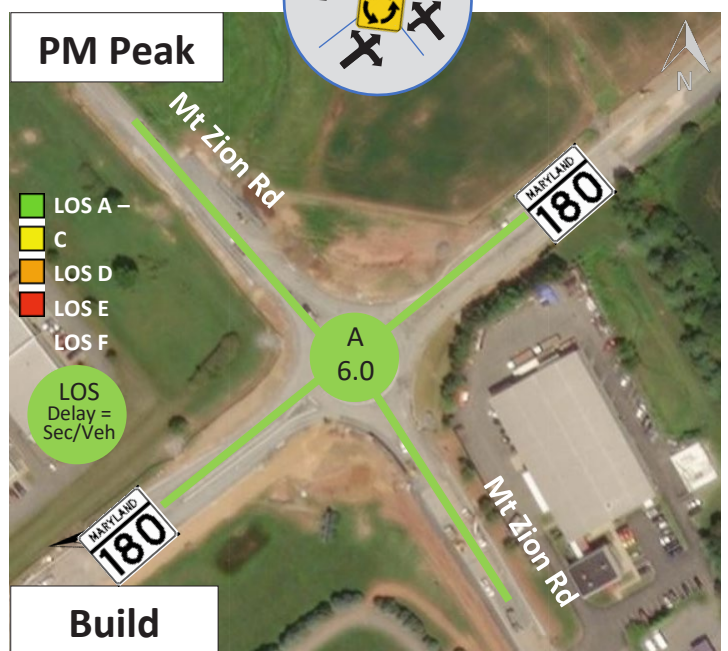 PM Peak
N
Mt Zion Rd
MARYLAND
180
LOS A –
C
LOS D
LOS E
LOS F
A
6.0
LOS
Delay =
Sec/Veh
MARYLAND
180
Mt Zion Rd
Build